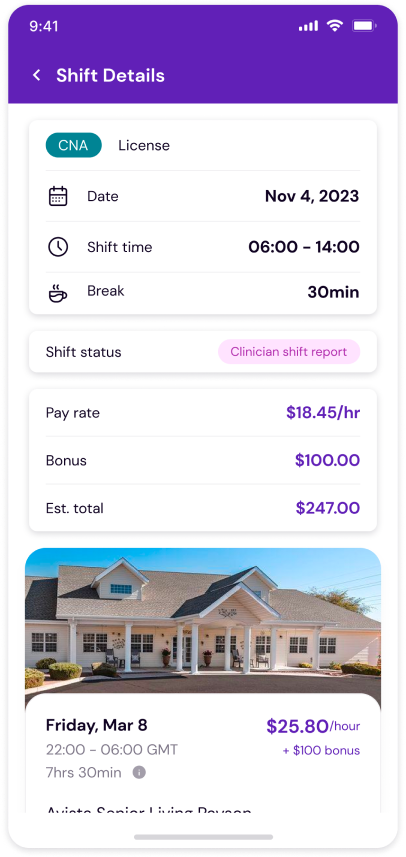 9:41
Shift Details
CNA License
Date Nov 4, 2023
Shift time 06:00 - 14:00
Break 30min
Shift status Clinician shift report
Pay rate $18.45/hr
Bonus $100.00
Est. total $247.00
Friday, Mar 8 $25.80/hour
22:00 - 06:00 GMT + $100 bonus
7hrs 30min
Avista Senior Living Payson